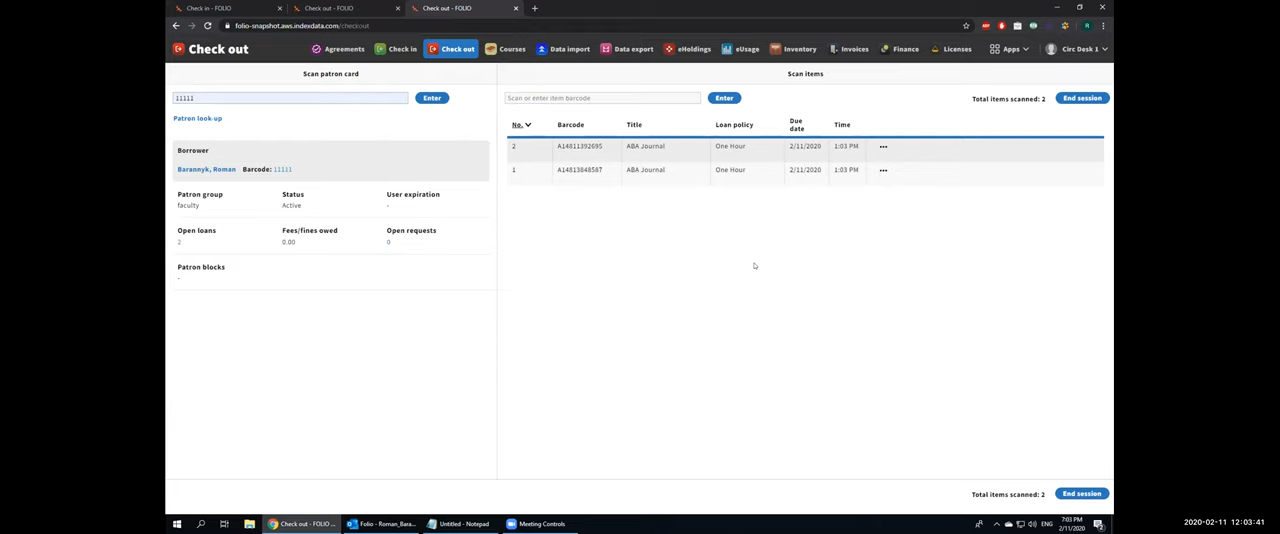 Check in - FOLIO
Check out - FOLIO
Check out - FOLIO
folio-snapshot.aws.indexdata.com/checkout
Check out
Agreements
Check in
Check out
Courses
Data import
Data export
eHoldings
eUsage
Inventory
Invoices
Finance
Licenses
Apps
Circ Desk 1
Scan patron card
Scan items
11111 Enter
Scan or enter item barcode Enter
Total items scanned: 2 End session
Patron look-up
Borrower
Barannyk, Roman Barcode: 11111
Patron group Status User expiration
faculty Active -
Open loans Fees/fines owed Open requests
2 0.00 0
Patron blocks
-
No. Barcode Title Loan policy Due date Time
2 A14811392695 ABA Journal One Hour 2/11/2020 1:03 PM •••
1 A14813848587 ABA Journal One Hour 2/11/2020 1:03 PM •••
Total items scanned: 2 End session
Check out - FOLIO ...
Folio - Roman_Bara...
Untitled - Notepad
Meeting Controls
ENG
7:03 PM
2/11/2020
2020-02-11 12:03:41